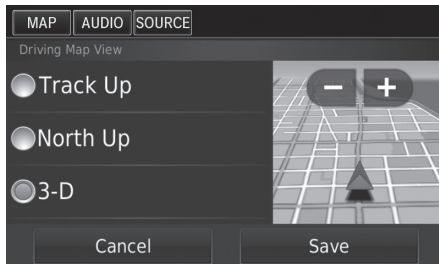 MAP AUDIO SOURCE
Driving Map View
Track Up
North Up
3-D
Cancel Save